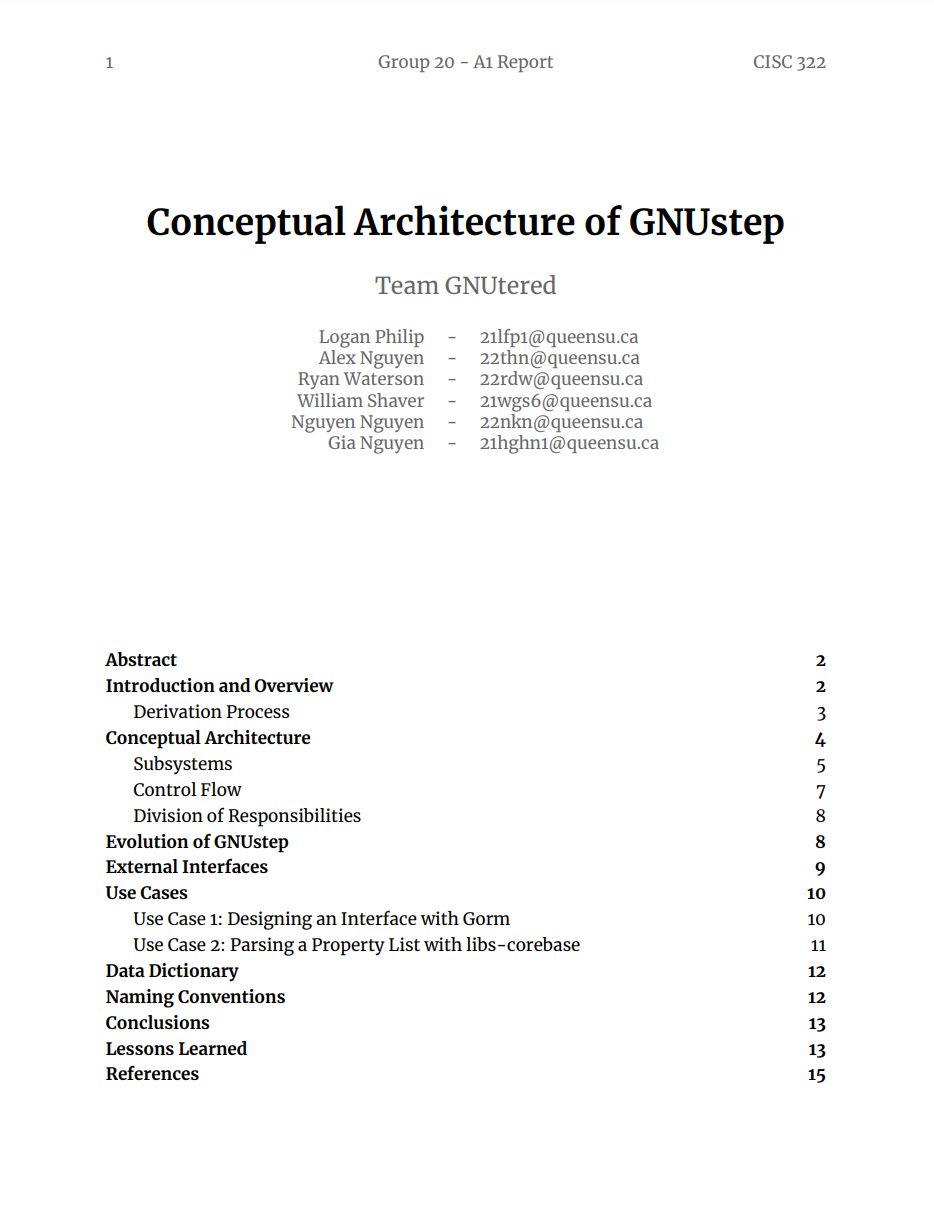 1 Group 20 - A1 Report CISC 322
Conceptual Architecture of GNUstep
Team GNUtered
Logan Philip - 21lfp1@queensu.ca
Alex Nguyen - 22thn@queensu.ca
Ryan Waterson - 22rdw@queensu.ca
William Shaver - 21wgs6@queensu.ca
Nguyen Nguyen - 22nkn@queensu.ca
Gia Nguyen - 21hghn1@queensu.ca
Abstract 2
Introduction and Overview 2
Derivation Process 3
Conceptual Architecture 4
Subsystems 5
Control Flow 7
Division of Responsibilities 8
Evolution of GNUstep 8
External Interfaces 9
Use Cases 10
Use Case 1: Designing an Interface with Gorm 10
Use Case 2: Parsing a Property List with libs-corebase 11
Data Dictionary 12
Naming Conventions 12
Conclusions 13
Lessons Learned 13
References 15